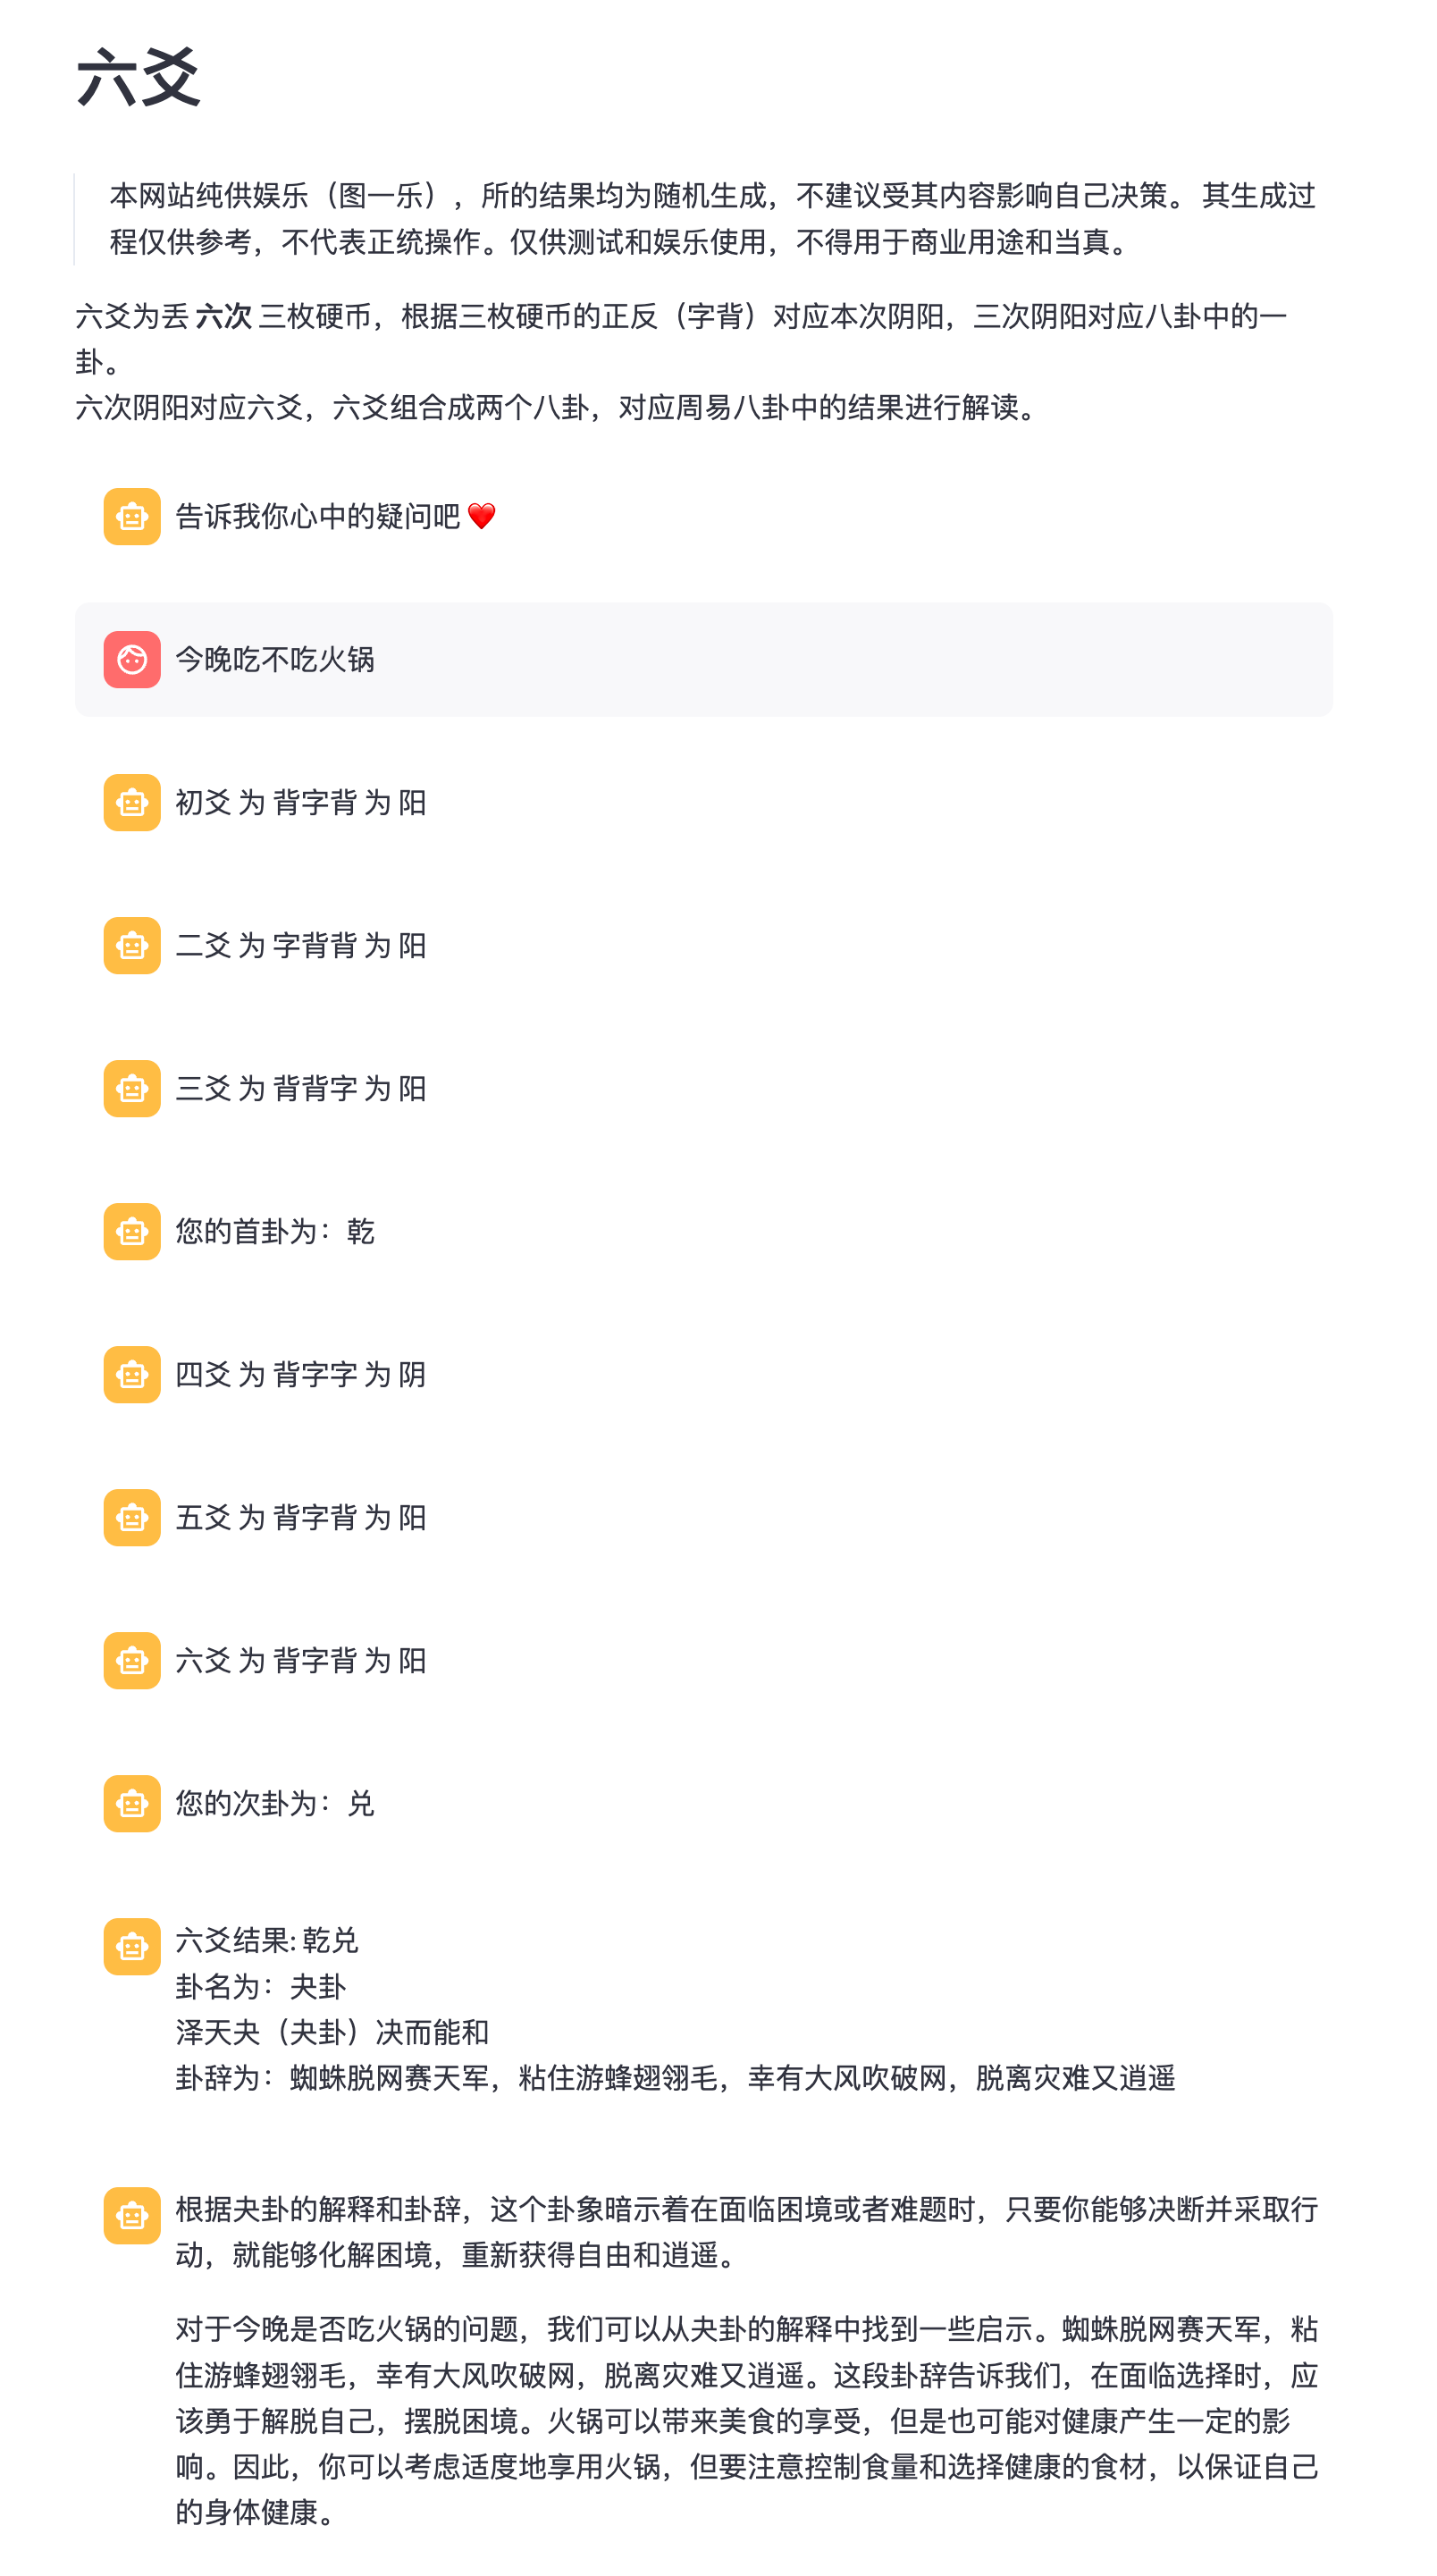 六爻
本网站纯供娱乐（图一乐），所的结果均为随机生成，不建议受其内容影响自己决策。 其生成过
程仅供参考，不代表正统操作。仅供测试和娱乐使用，不得用于商业用途和当真。
六爻为丢 六次 三枚硬币，根据三枚硬币的正反（字背）对应本次阴阳，三次阴阳对应八卦中的一
卦。
六次阴阳对应六爻，六爻组合成两个八卦，对应周易八卦中的结果进行解读。
告诉我你心中的疑问吧 ❤️
今晚吃不吃火锅
初爻 为 背字背 为 阳
二爻 为 字背背 为 阳
三爻 为 背背字 为 阳
您的首卦为：乾
四爻 为 背字字 为 阴
五爻 为 背字背 为 阳
六爻 为 背字背 为 阳
您的次卦为：兑
六爻结果: 乾兑
卦名为：夬卦
泽天夬（夬卦）决而能和
卦辞为：蜘蛛脱网赛天军，粘住游蜂翅翎毛，幸有大风吹破网，脱离灾难又逍遥
根据夬卦的解释和卦辞，这个卦象暗示着在面临困境或者难题时，只要你能够决断并采取行
动，就能够化解困境，重新获得自由和逍遥。
对于今晚是否吃火锅的问题，我们可以从夬卦的解释中找到一些启示。蜘蛛脱网赛天军，粘
住游蜂翅翎毛，幸有大风吹破网，脱离灾难又逍遥。这段卦辞告诉我们，在面临选择时，应
该勇于解脱自己，摆脱困境。火锅可以带来美食的享受，但是也可能对健康产生一定的影
响。因此，你可以考虑适度地享用火锅，但要注意控制食量和选择健康的食材，以保证自己
的身体健康。